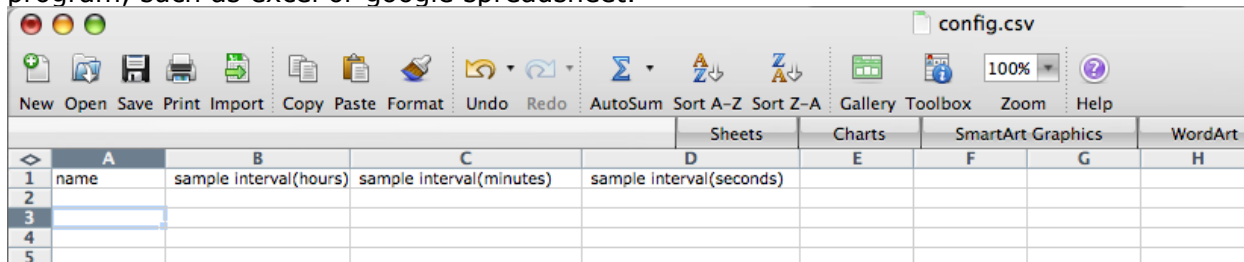 program, such as excel or google spreadsheet.
config.csv
100%
New Open Save Print Import Copy Paste Format Undo Redo AutoSum Sort A-Z Sort Z-A Gallery Toolbox Zoom Help
Sheets Charts SmartArt Graphics WordArt
A B C D E F G H
1 name sample interval(hours) sample interval(minutes) sample interval(seconds)
2
3
4
5